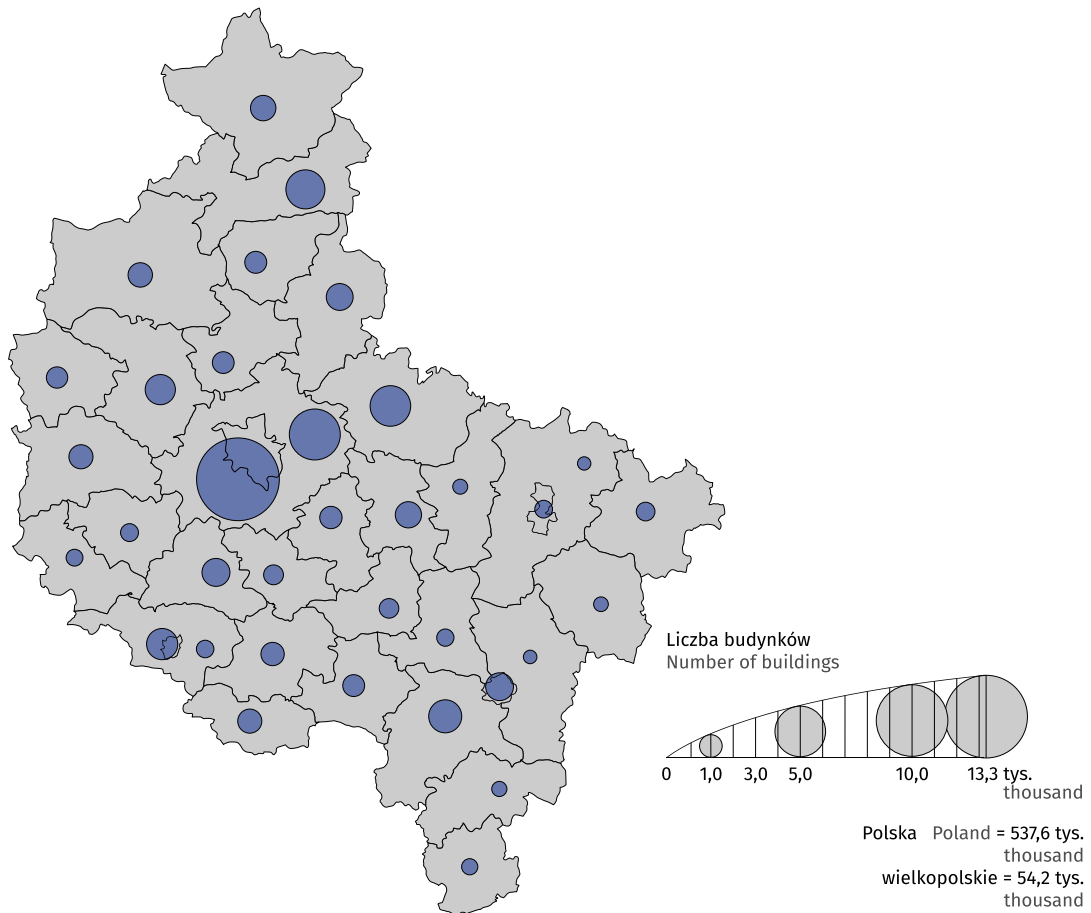 Liczba budynków
Number of buildings
0 1,0 3,0 5,0 10,0 13,3 tys.
thousand
Polska Poland = 537,6 tys.
thousand
wielkopolskie = 54,2 tys.
thousand